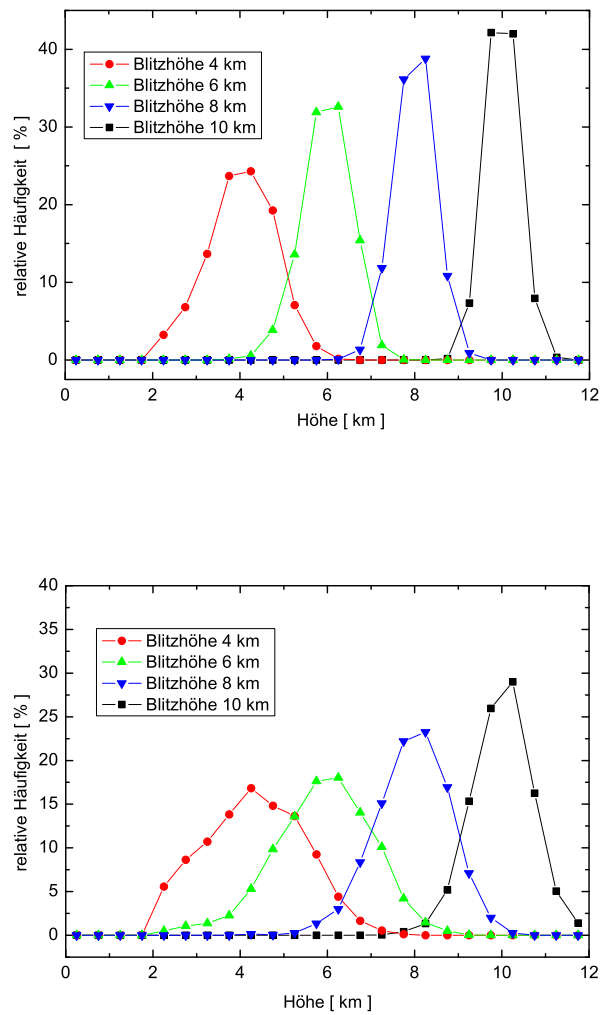 40
30
20
10
0
relative Häufigkeit [ % ]
Blitzhöhe 4 km
Blitzhöhe 6 km
Blitzhöhe 8 km
Blitzhöhe 10 km
0 2 4 6 8 10 12
Höhe [ km ]
40
35
30
25
20
15
10
5
0
relative Häufigkeit [ % ]
Blitzhöhe 4 km
Blitzhöhe 6 km
Blitzhöhe 8 km
Blitzhöhe 10 km
0 2 4 6 8 10 12
Höhe [ km ]